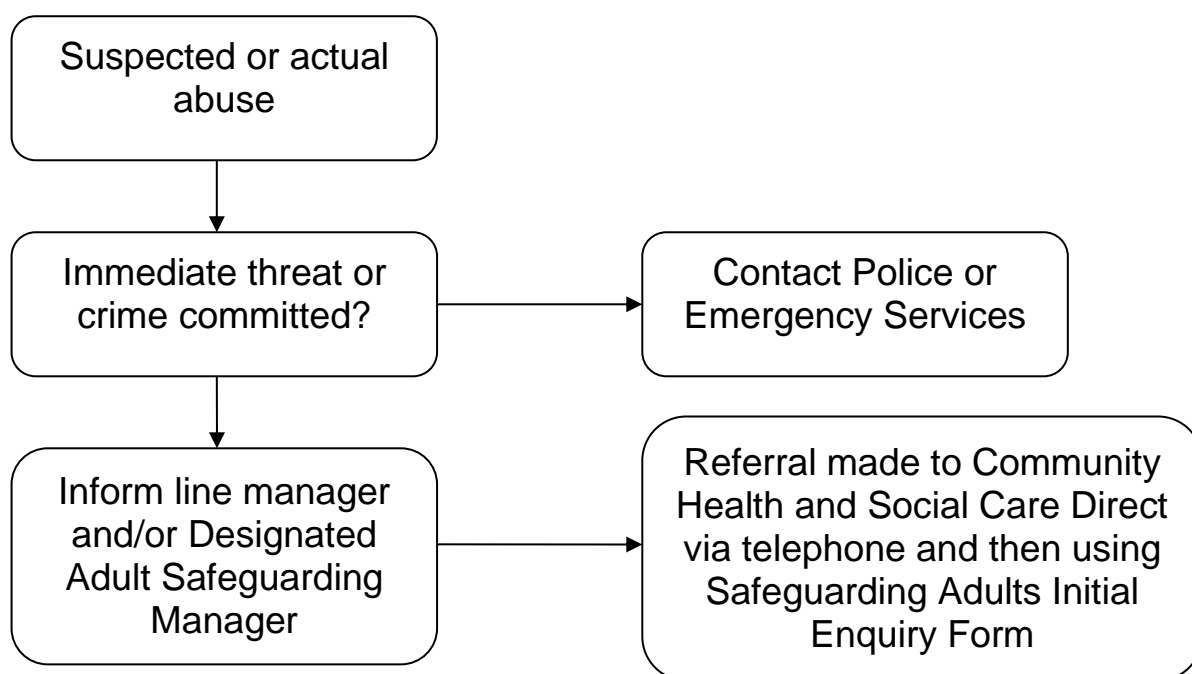 Suspected or actual
abuse
Immediate threat or
crime committed?
Contact Police or
Emergency Services
Inform line manager
and/or Designated
Adult Safeguarding
Manager
Referral made to Community
Health and Social Care Direct
via telephone and then using
Safeguarding Adults Initial
Enquiry Form